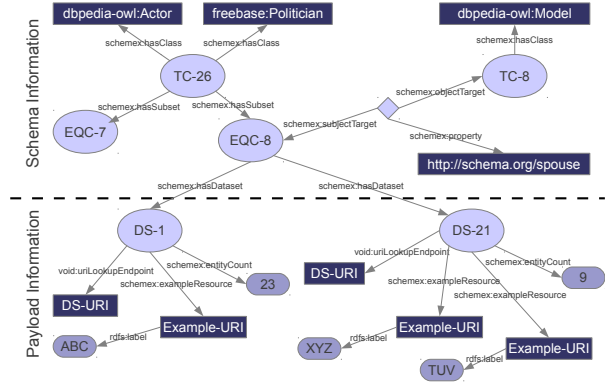 dbpedia-owl:Actor
freebase:Politician
dbpedia-owl:Model
schemex:hasClass
schemex:hasClass
schemex:hasClass
TC-26
TC-8
schemex:hasSubset
schemex:hasSubset
schemex:objectTarget
EQC-7
EQC-8
schemex:subjectTarget
schemex:property
http://schema.org/spouse
Schema Information
schemex:hasDataset
schemex:hasDataset
Payload Information
DS-1
DS-21
void:uriLookupEndpoint
schemex:entityCount
schemex:exampleResource
void:uriLookupEndpoint
schemex:entityCount
schemex:exampleResource
schemex:exampleResource
DS-URI
23
DS-URI
9
Example-URI
rdfs:label
ABC
Example-URI
rdfs:label
XYZ
Example-URI
rdfs:label
TUV